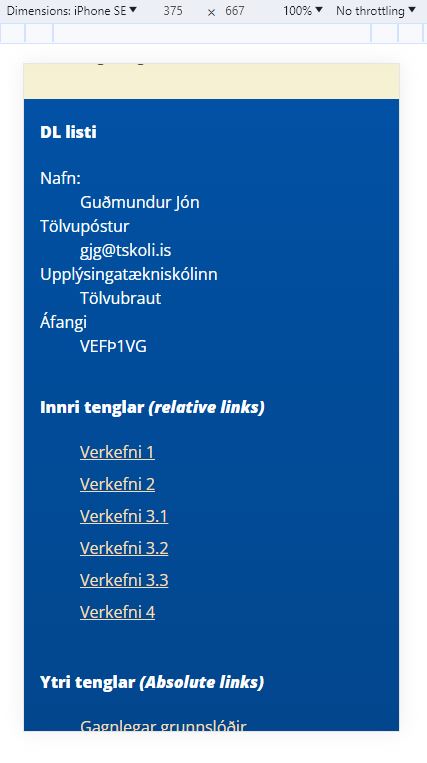 Dimensions: iPhone SE ▼ 375 × 667 100% ▼ No throttling ▼
DL listi
Nafn:
Guðmundur Jón
Tölvupóstur
gjg@tskoli.is
Upplýsingatækniskólinn
Tölvubraut
Áfangi
VEFÞ1VG
Innri tenglar (relative links)
Verkefni 1
Verkefni 2
Verkefni 3.1
Verkefni 3.2
Verkefni 3.3
Verkefni 4
Ytri tenglar (Absolute links)
Gagnlegar grunnslóðir